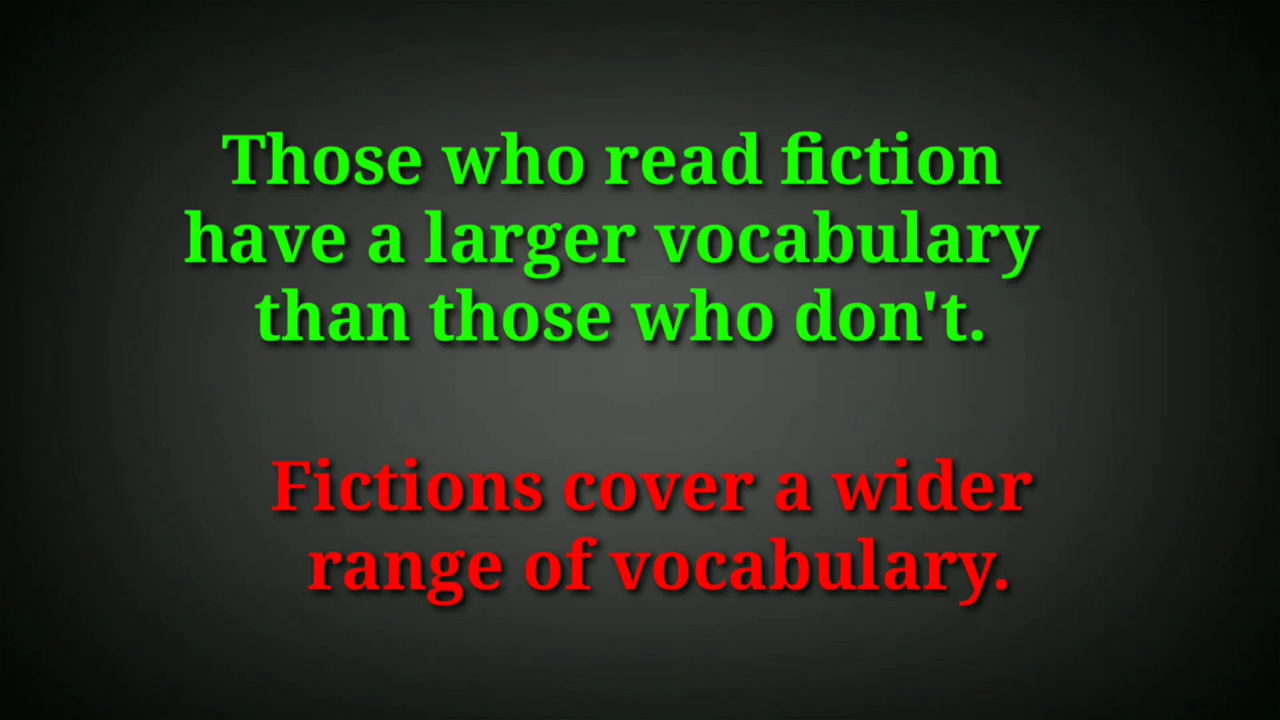 Those who read fiction
have a larger vocabulary
than those who don't.
Fictions cover a wider
range of vocabulary.